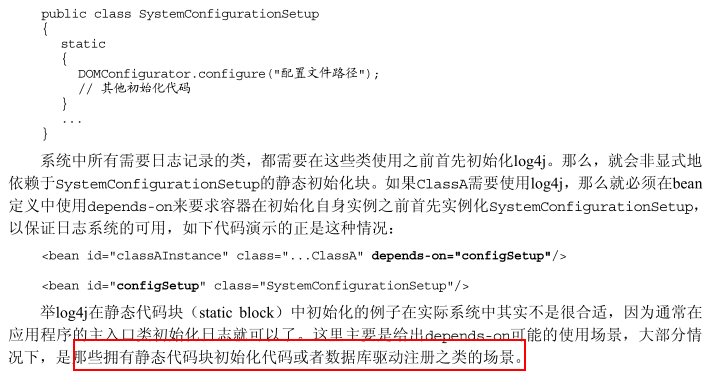 public class SystemConfigurationSetup
{
static
{
DOMConfigurator.configure("配置文件路径");
// 其他初始化代码
}
...
}
系统中所有需要日志记录的类，都需要在这些类使用之前首先初始化log4j。那么，就会非显式地
依赖于SystemConfigurationSetup的静态初始化块。如果ClassA需要使用log4j，那么就必须在bean
定义中使用depends-on来要求容器在初始化自身实例之前首先实例化SystemConfigurationSetup，
以保证日志系统的可用，如下代码演示的正是这种情况：
<bean id="classAInstance" class="...ClassA" depends-on="configSetup"/>
<bean id="configSetup" class="SystemConfigurationSetup"/>
举log4j在静态代码块（static block）中初始化的例子在实际系统中其实不是很合适，因为通常在
应用程序的主入口类初始化日志就可以了。这里主要是给出depends-on可能的使用场景，大部分情
况下，是那些拥有静态代码块初始化代码或者数据库驱动注册之类的场景。